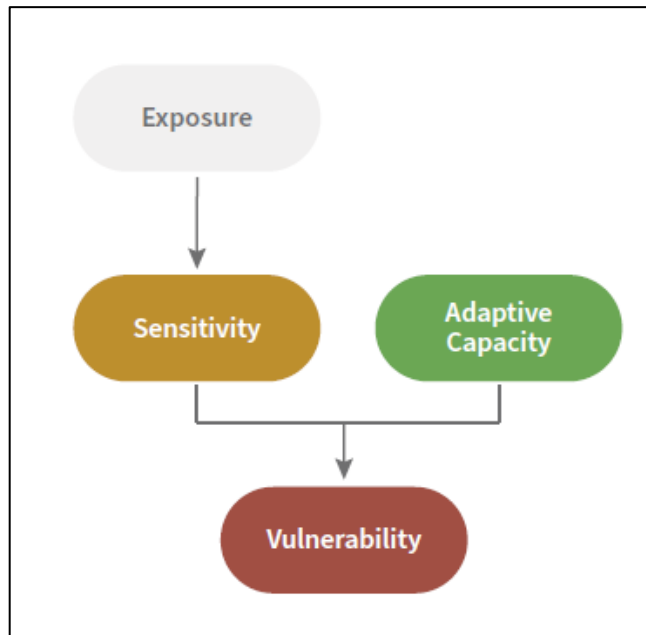 Exposure
Sensitivity
Adaptive
Capacity
Vulnerability